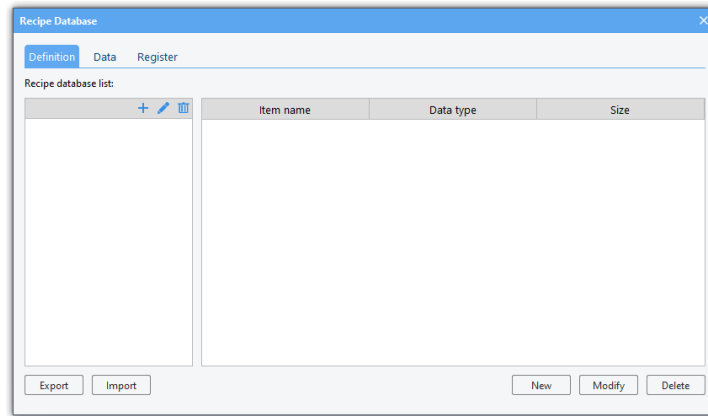 Recipe Database
Definition Data Register
Recipe database list:
Item name Data type Size
Export Import New Modify Delete